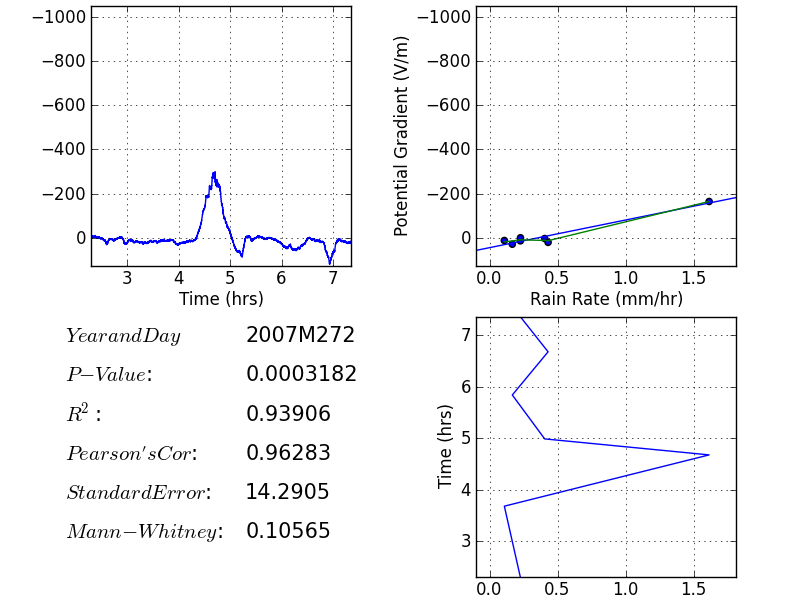 −1000
−800
−600
−400
−200
0
3 4 5 6 7
Time (hrs)
Potential Gradient (V/m)
−1000
−800
−600
−400
−200
0
0.0 0.5 1.0 1.5
Rain Rate (mm/hr)
YearandDay 2007M272
P−Value: 0.0003182
R² : 0.93906
Pearson'sCor: 0.96283
StandardError: 14.2905
Mann−Whitney: 0.10565
Time (hrs)
7
6
5
4
3
0.0 0.5 1.0 1.5